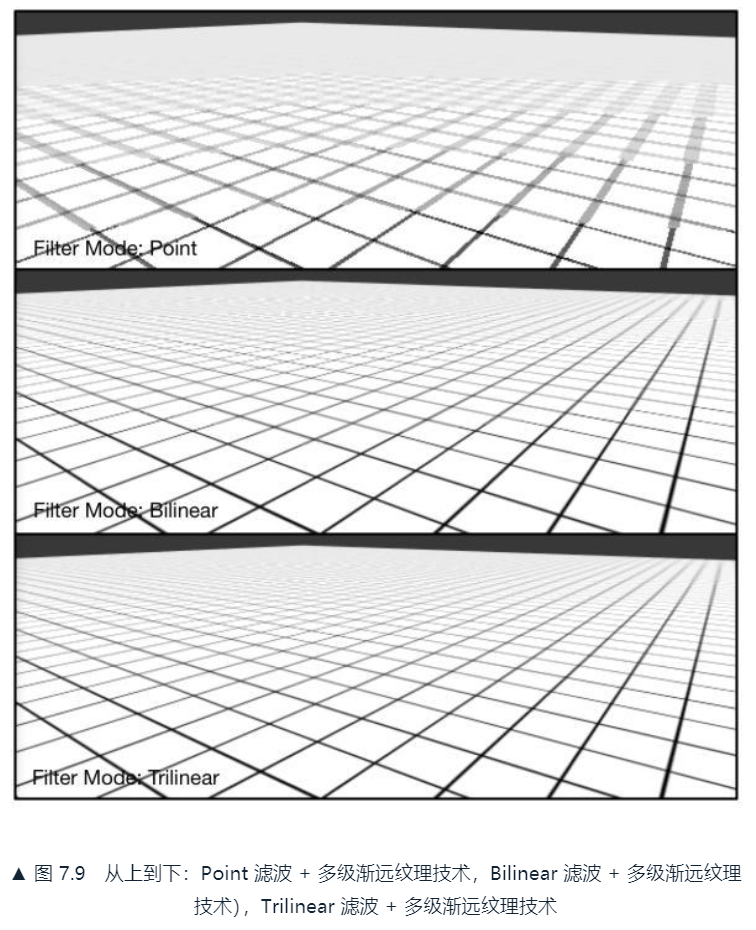 Filter Mode: Point
Filter Mode: Bilinear
Filter Mode: Trilinear
▲ 图 7.9 从上到下：Point 滤波 + 多级渐远纹理技术，Bilinear 滤波 + 多级渐远纹理
技术)，Trilinear 滤波 + 多级渐远纹理技术